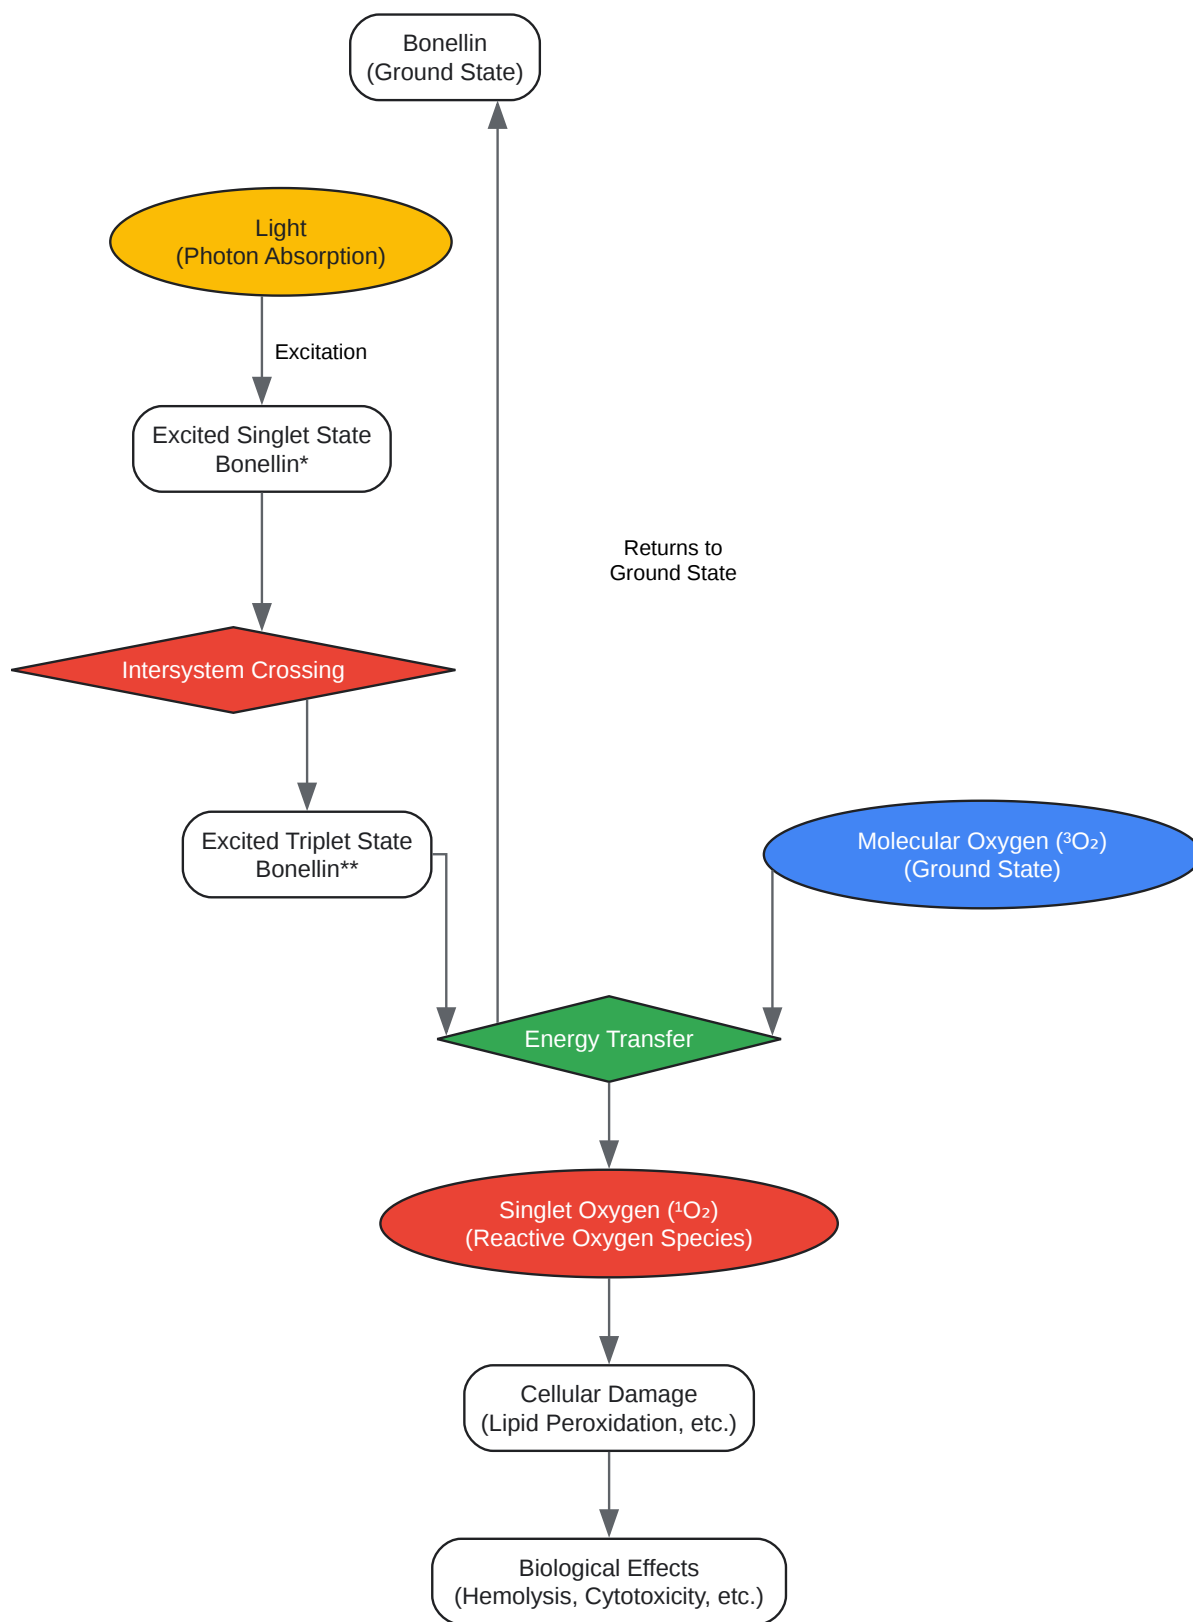 Bonellin
(Ground State)
Light
(Photon Absorption)
Excitation
Excited Singlet State
Bonellin*
Returns to
Ground State
Intersystem Crossing
Excited Triplet State
Bonellin**
Molecular Oxygen (³O₂)
(Ground State)
Energy Transfer
Singlet Oxygen (¹O₂)
(Reactive Oxygen Species)
Cellular Damage
(Lipid Peroxidation, etc.)
Biological Effects
(Hemolysis, Cytotoxicity, etc.)